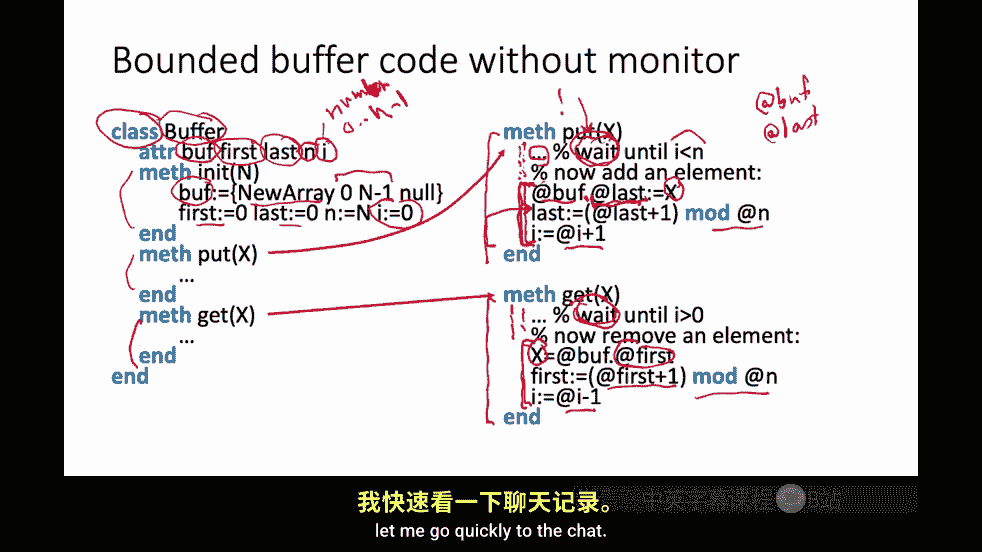 Bounded buffer code without monitor
number
0..n-1
class Buffer
attr buf first last n i
meth init(N)
buf:={NewArray 0 N-1 null}
first:=0 last:=0 n:=N i:=0
end
meth put(X)
...
end
meth get(X)
...
end
end
!
@buf
@last
meth put(X)
... % wait until i<n
% now add an element:
@buf.@last:=X
last:=(@last+1) mod @n
i:=@i+1
end
meth get(X)
!! ... % wait until i>0
% now remove an element:
X=@buf.@first
first:=(@first+1) mod @n
i:=@i-1
end
我快速看一下聊天记录。
let me go quickly to the chat.